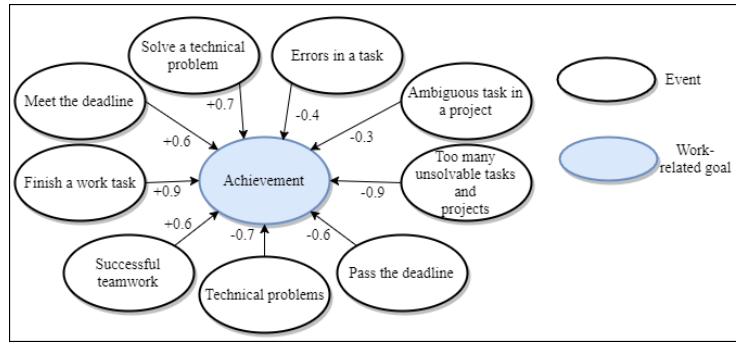 Solve a technical
problem
Errors in a task
Meet the deadline
Ambiguous task in
a project
Event
+0.7
-0.4
+0.6
-0.3
Work-
related goal
Finish a work task
+0.9
Achievement
-0.9
Too many
unsolvable tasks
and
projects
+0.6
-0.7
-0.6
Successful
teamwork
Technical problems
Pass the deadline